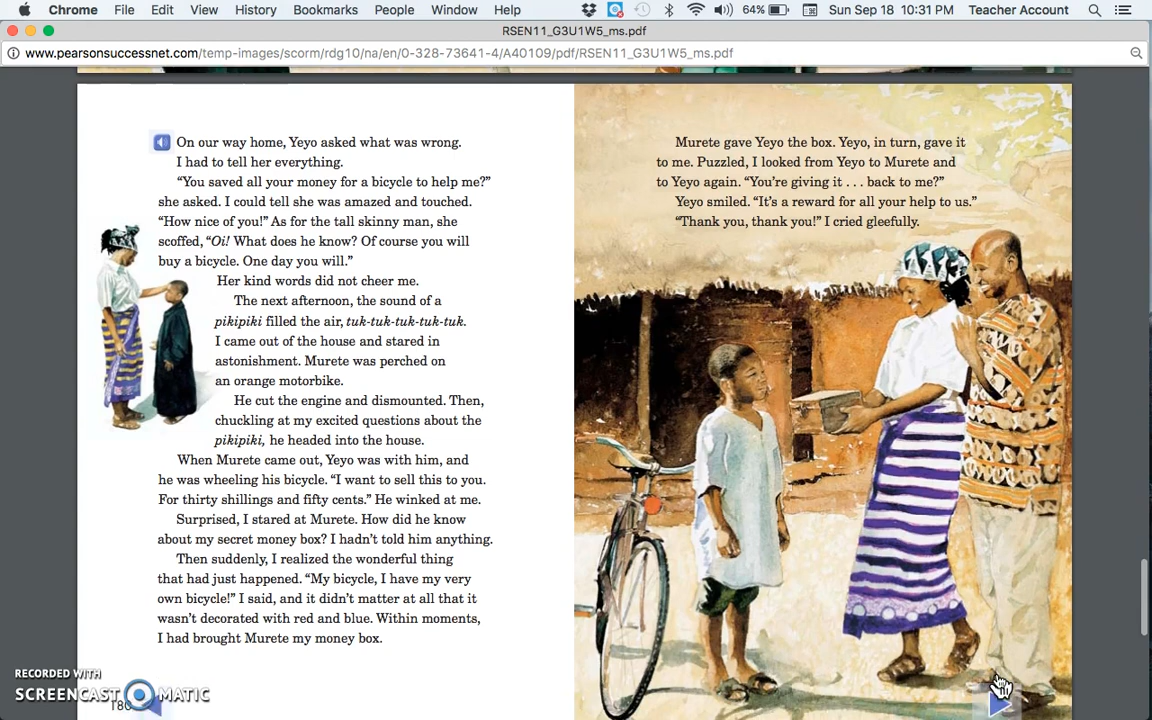 Chrome File Edit View History Bookmarks People Window Help 64% Sun Sep 18 10:31 PM Teacher Account
RSEN11_G3U1W5_ms.pdf
www.pearsonsuccessnet.com/temp-images/scorm/rdg10/na/en/0-328-73641-4/A40109/pdf/RSEN11_G3U1W5_ms.pdf
On our way home, Yeyo asked what was wrong.
I had to tell her everything.
“You saved all your money for a bicycle to help me?”
she asked. I could tell she was amazed and touched.
“How nice of you!” As for the tall skinny man, she
scoffed, “Oi! What does he know? Of course you will
buy a bicycle. One day you will.”
Her kind words did not cheer me.
The next afternoon, the sound of a
pikipiki filled the air, tuk-tuk-tuk-tuk-tuk.
I came out of the house and stared in
astonishment. Murete was perched on
an orange motorbike.
He cut the engine and dismounted. Then,
chuckling at my excited questions about the
pikipiki, he headed into the house.
When Murete came out, Yeyo was with him, and
he was wheeling his bicycle. “I want to sell this to you.
For thirty shillings and fifty cents.” He winked at me.
Surprised, I stared at Murete. How did he know
about my secret money box? I hadn’t told him anything.
Then suddenly, I realized the wonderful thing
that had just happened. “My bicycle, I have my very
own bicycle!” I said, and it didn’t matter at all that it
wasn’t decorated with red and blue. Within moments,
I had brought Murete my money box.
180
Murete gave Yeyo the box. Yeyo, in turn, gave it
to me. Puzzled, I looked from Yeyo to Murete and
to Yeyo again. “You’re giving it . . . back to me?”
Yeyo smiled. “It’s a reward for all your help to us.”
“Thank you, thank you!” I cried gleefully.
RECORDED WITH
SCREENCAST MATIC